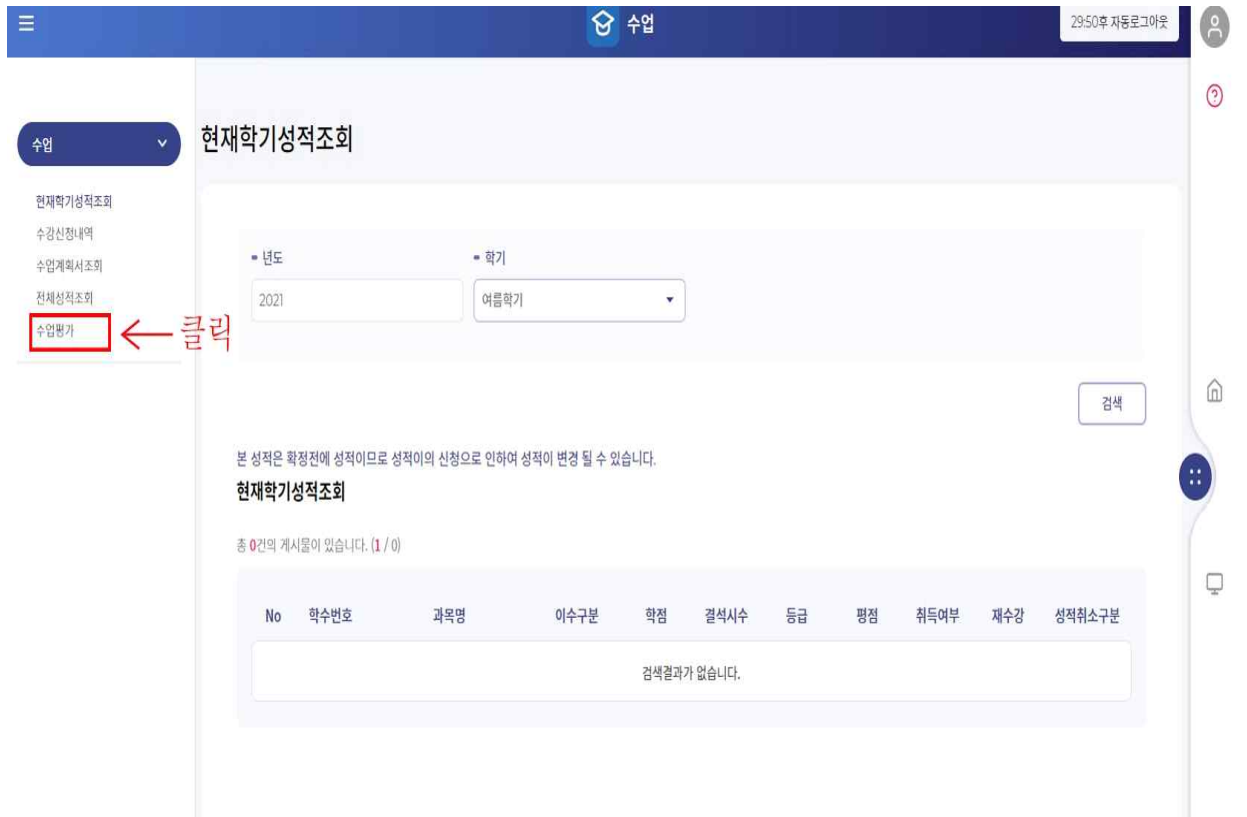 수업
29:50후 자동로그아웃
수업
현재학기성적조회
수강신청내역
수업계획서조회
전체성적조회
수업평가
클릭
현재학기성적조회
년도
학기
2021
여름학기
검색
본 성적은 확정전에 성적이므로 성적이의 신청으로 인하여 성적이 변경 될 수 있습니다.
현재학기성적조회
총 0건의 게시물이 있습니다. (1 / 0)
No 학수번호 과목명 이수구분 학점 결석시수 등급 평점 취득여부 재수강 성적취소구분
검색결과가 없습니다.